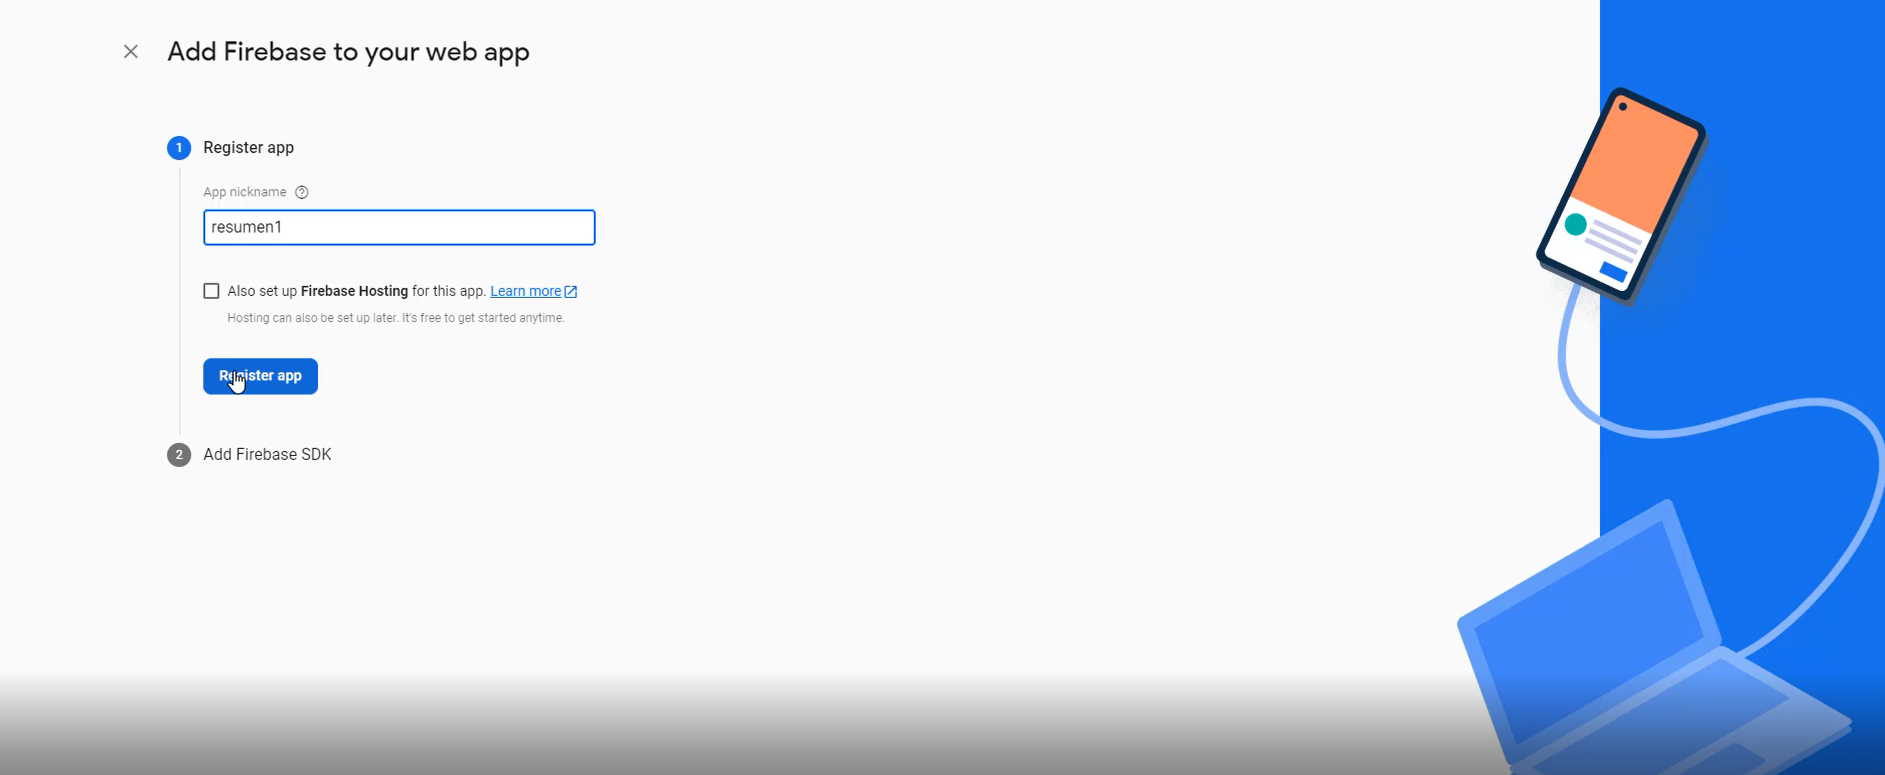 Add Firebase to your web app
1 Register app
App nickname
resumen1
Also set up Firebase Hosting for this app. Learn more
Hosting can also be set up later. It's free to get started anytime.
Register app
2 Add Firebase SDK